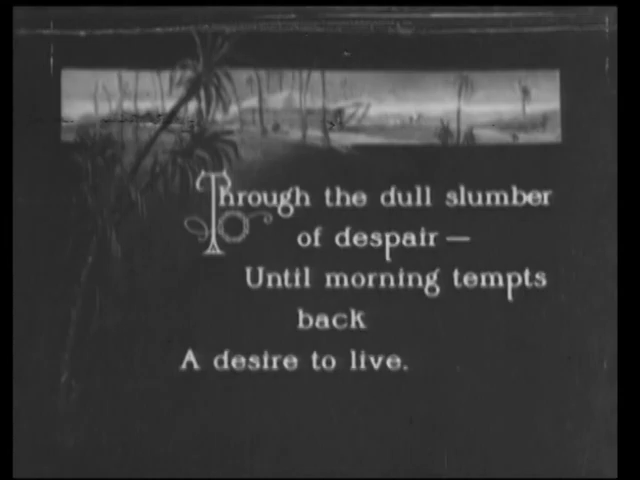 Through the dull slumber
of despair —
Until morning tempts
back
A desire to live.